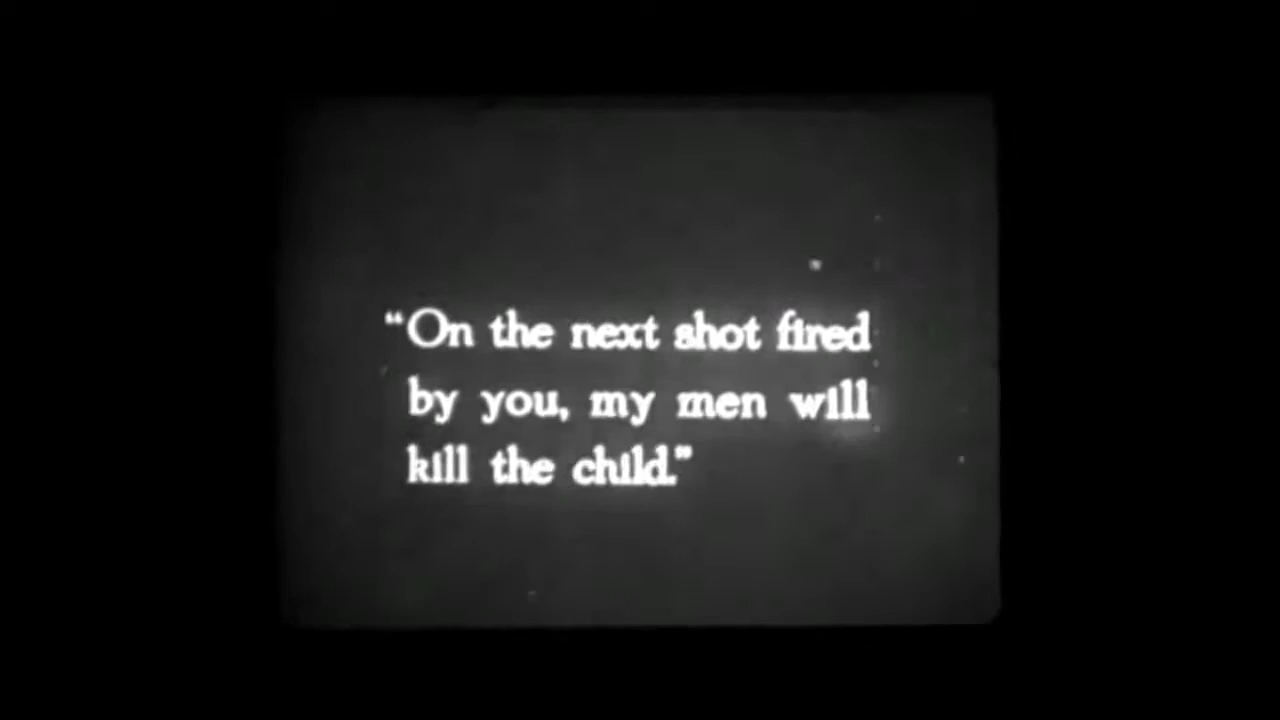 “On the next shot fired
by you, my men will
kill the child.”